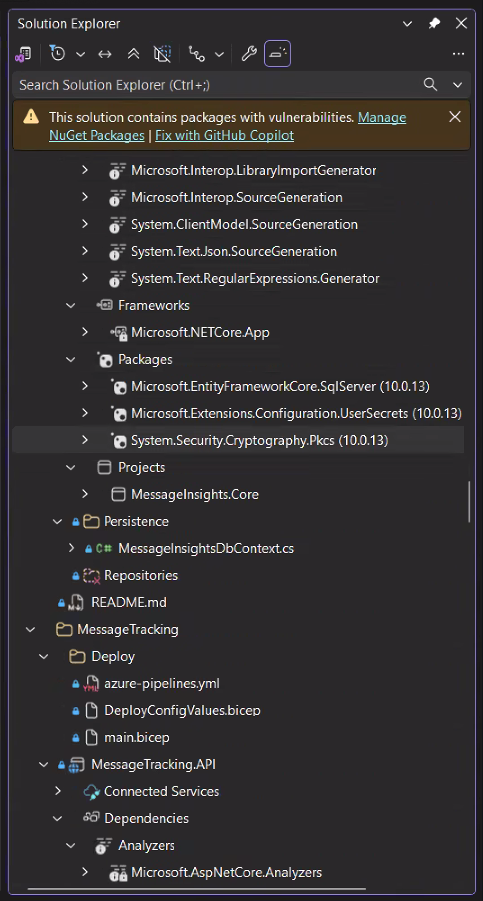 Solution Explorer
Search Solution Explorer (Ctrl+;)
This solution contains packages with vulnerabilities. Manage
NuGet Packages | Fix with GitHub Copilot
Microsoft.Interop.LibraryImportGenerator
Microsoft.Interop.SourceGeneration
System.ClientModel.SourceGeneration
System.Text.Json.SourceGeneration
System.Text.RegularExpressions.Generator
Frameworks
Microsoft.NETCore.App
Packages
Microsoft.EntityFrameworkCore.SqlServer (10.0.13)
Microsoft.Extensions.Configuration.UserSecrets (10.0.13)
System.Security.Cryptography.Pkcs (10.0.13)
Projects
MessageInsights.Core
Persistence
C# MessageInsightsDbContext.cs
Repositories
M README.md
MessageTracking
Deploy
YML azure-pipelines.yml
DeployConfigValues.bicep
main.bicep
MessageTracking.API
Connected Services
Dependencies
Analyzers
Microsoft.AspNetCore.Analyzers